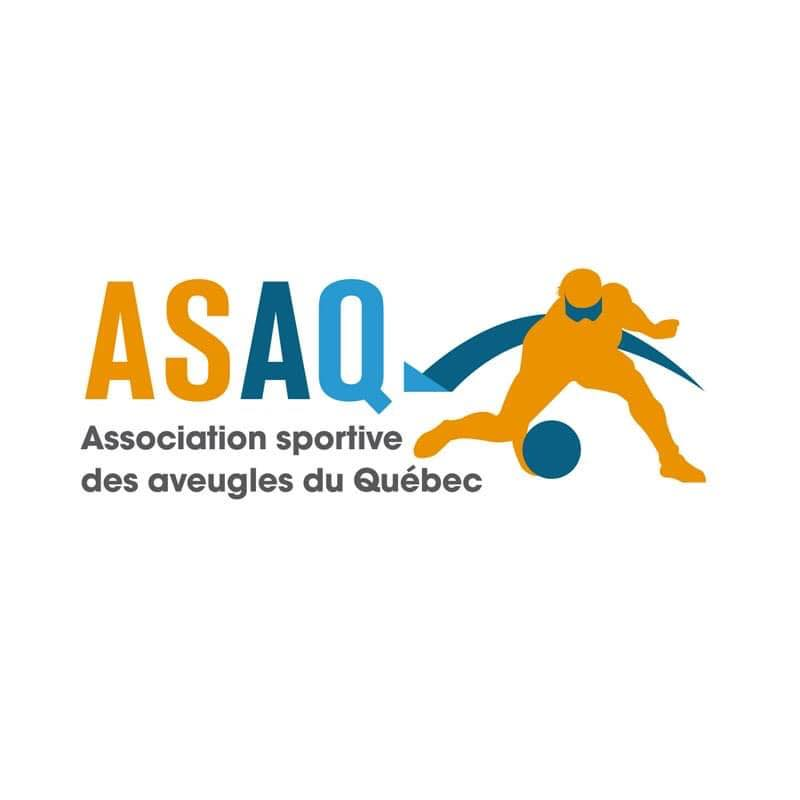 ASAQ
Association sportive
des aveugles du Québec